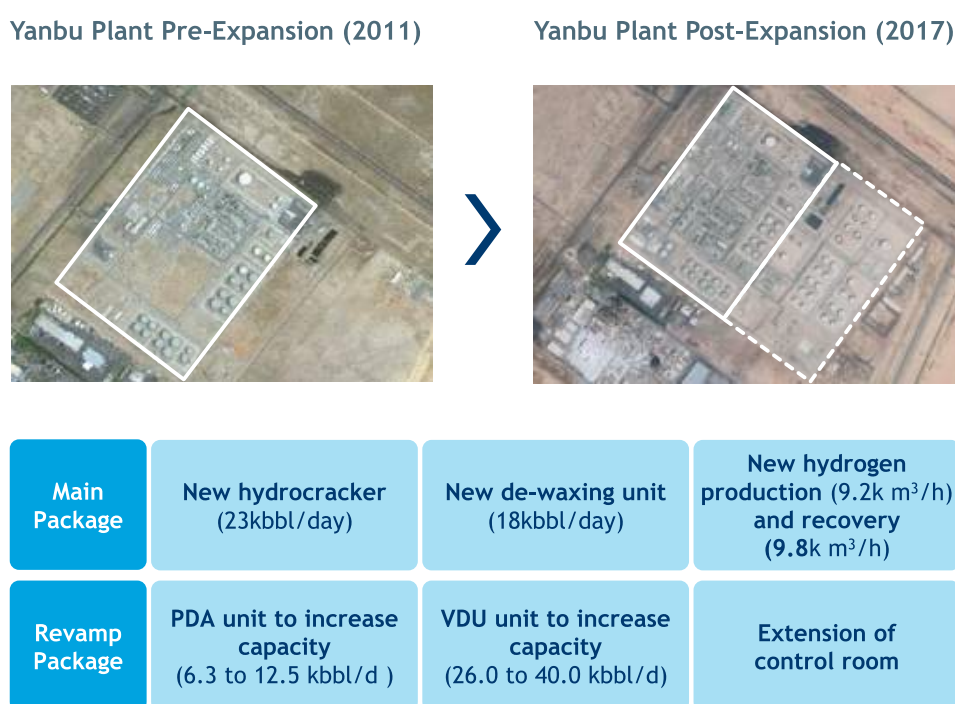 Yanbu Plant Pre-Expansion (2011)
Yanbu Plant Post-Expansion (2017)
Main
Package
New hydrocracker
(23kbbl/day)
New de-waxing unit
(18kbbl/day)
New hydrogen
production (9.2k m³/h)
and recovery
(9.8k m³/h)
Revamp
Package
PDA unit to increase
capacity
(6.3 to 12.5 kbbl/d )
VDU unit to increase
capacity
(26.0 to 40.0 kbbl/d)
Extension of
control room